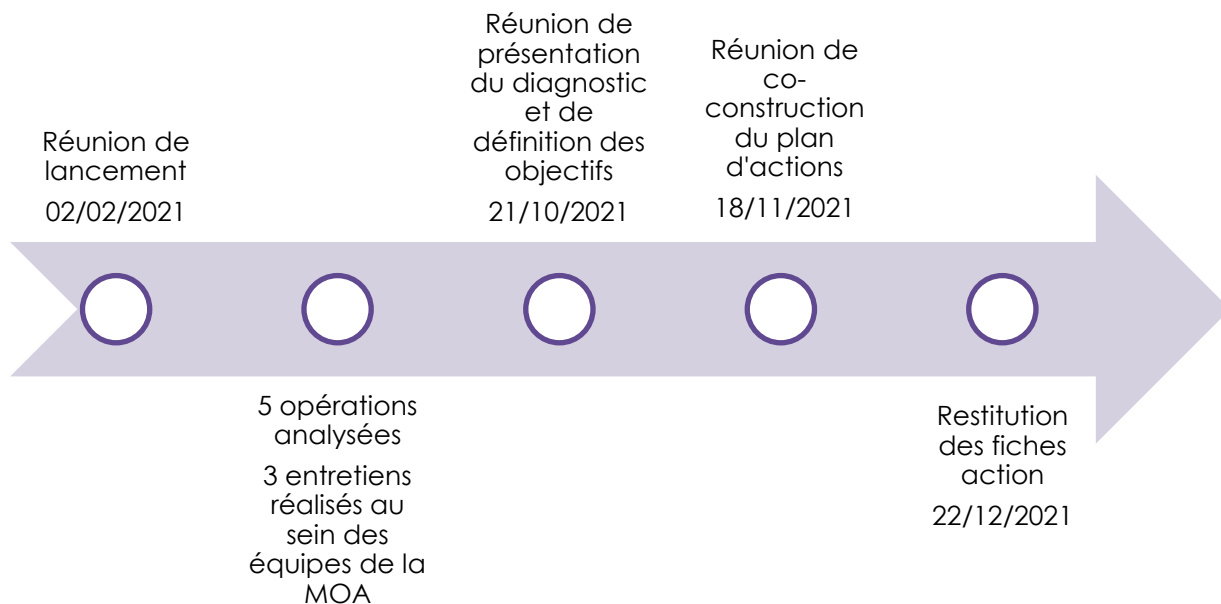 Réunion de
lancement
02/02/2021
5 opérations
analysées
3 entretiens
réalisés au
sein des
équipes de la
MOA
Réunion de
présentation
du diagnostic
et de
définition des
objectifs
21/10/2021
Réunion de
co-
construction
du plan
d'actions
18/11/2021
Restitution
des fiches
action
22/12/2021